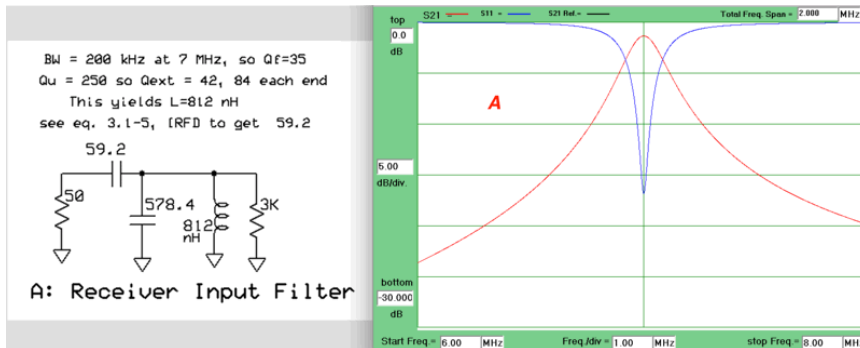 BW = 200 kHz at 7 MHz, so Qf=35
Qu = 250 so Qext = 42, 84 each end
This yields L=812 nH
see eq. 3.1-5, IRFD to get 59.2
59.2
50
578.4
812
nH
3K
A: Receiver Input Filter
top
0.0
dB
S21 =
S11 =
S21 Ref.=
Total Freq. Span =
2.000
MHz
A
5.00
dB/div.
bottom
-30.000
dB
Start Freq.=
6.00
MHz
Freq./div =
1.00
MHz
stop Freq.=
8.00
MHz